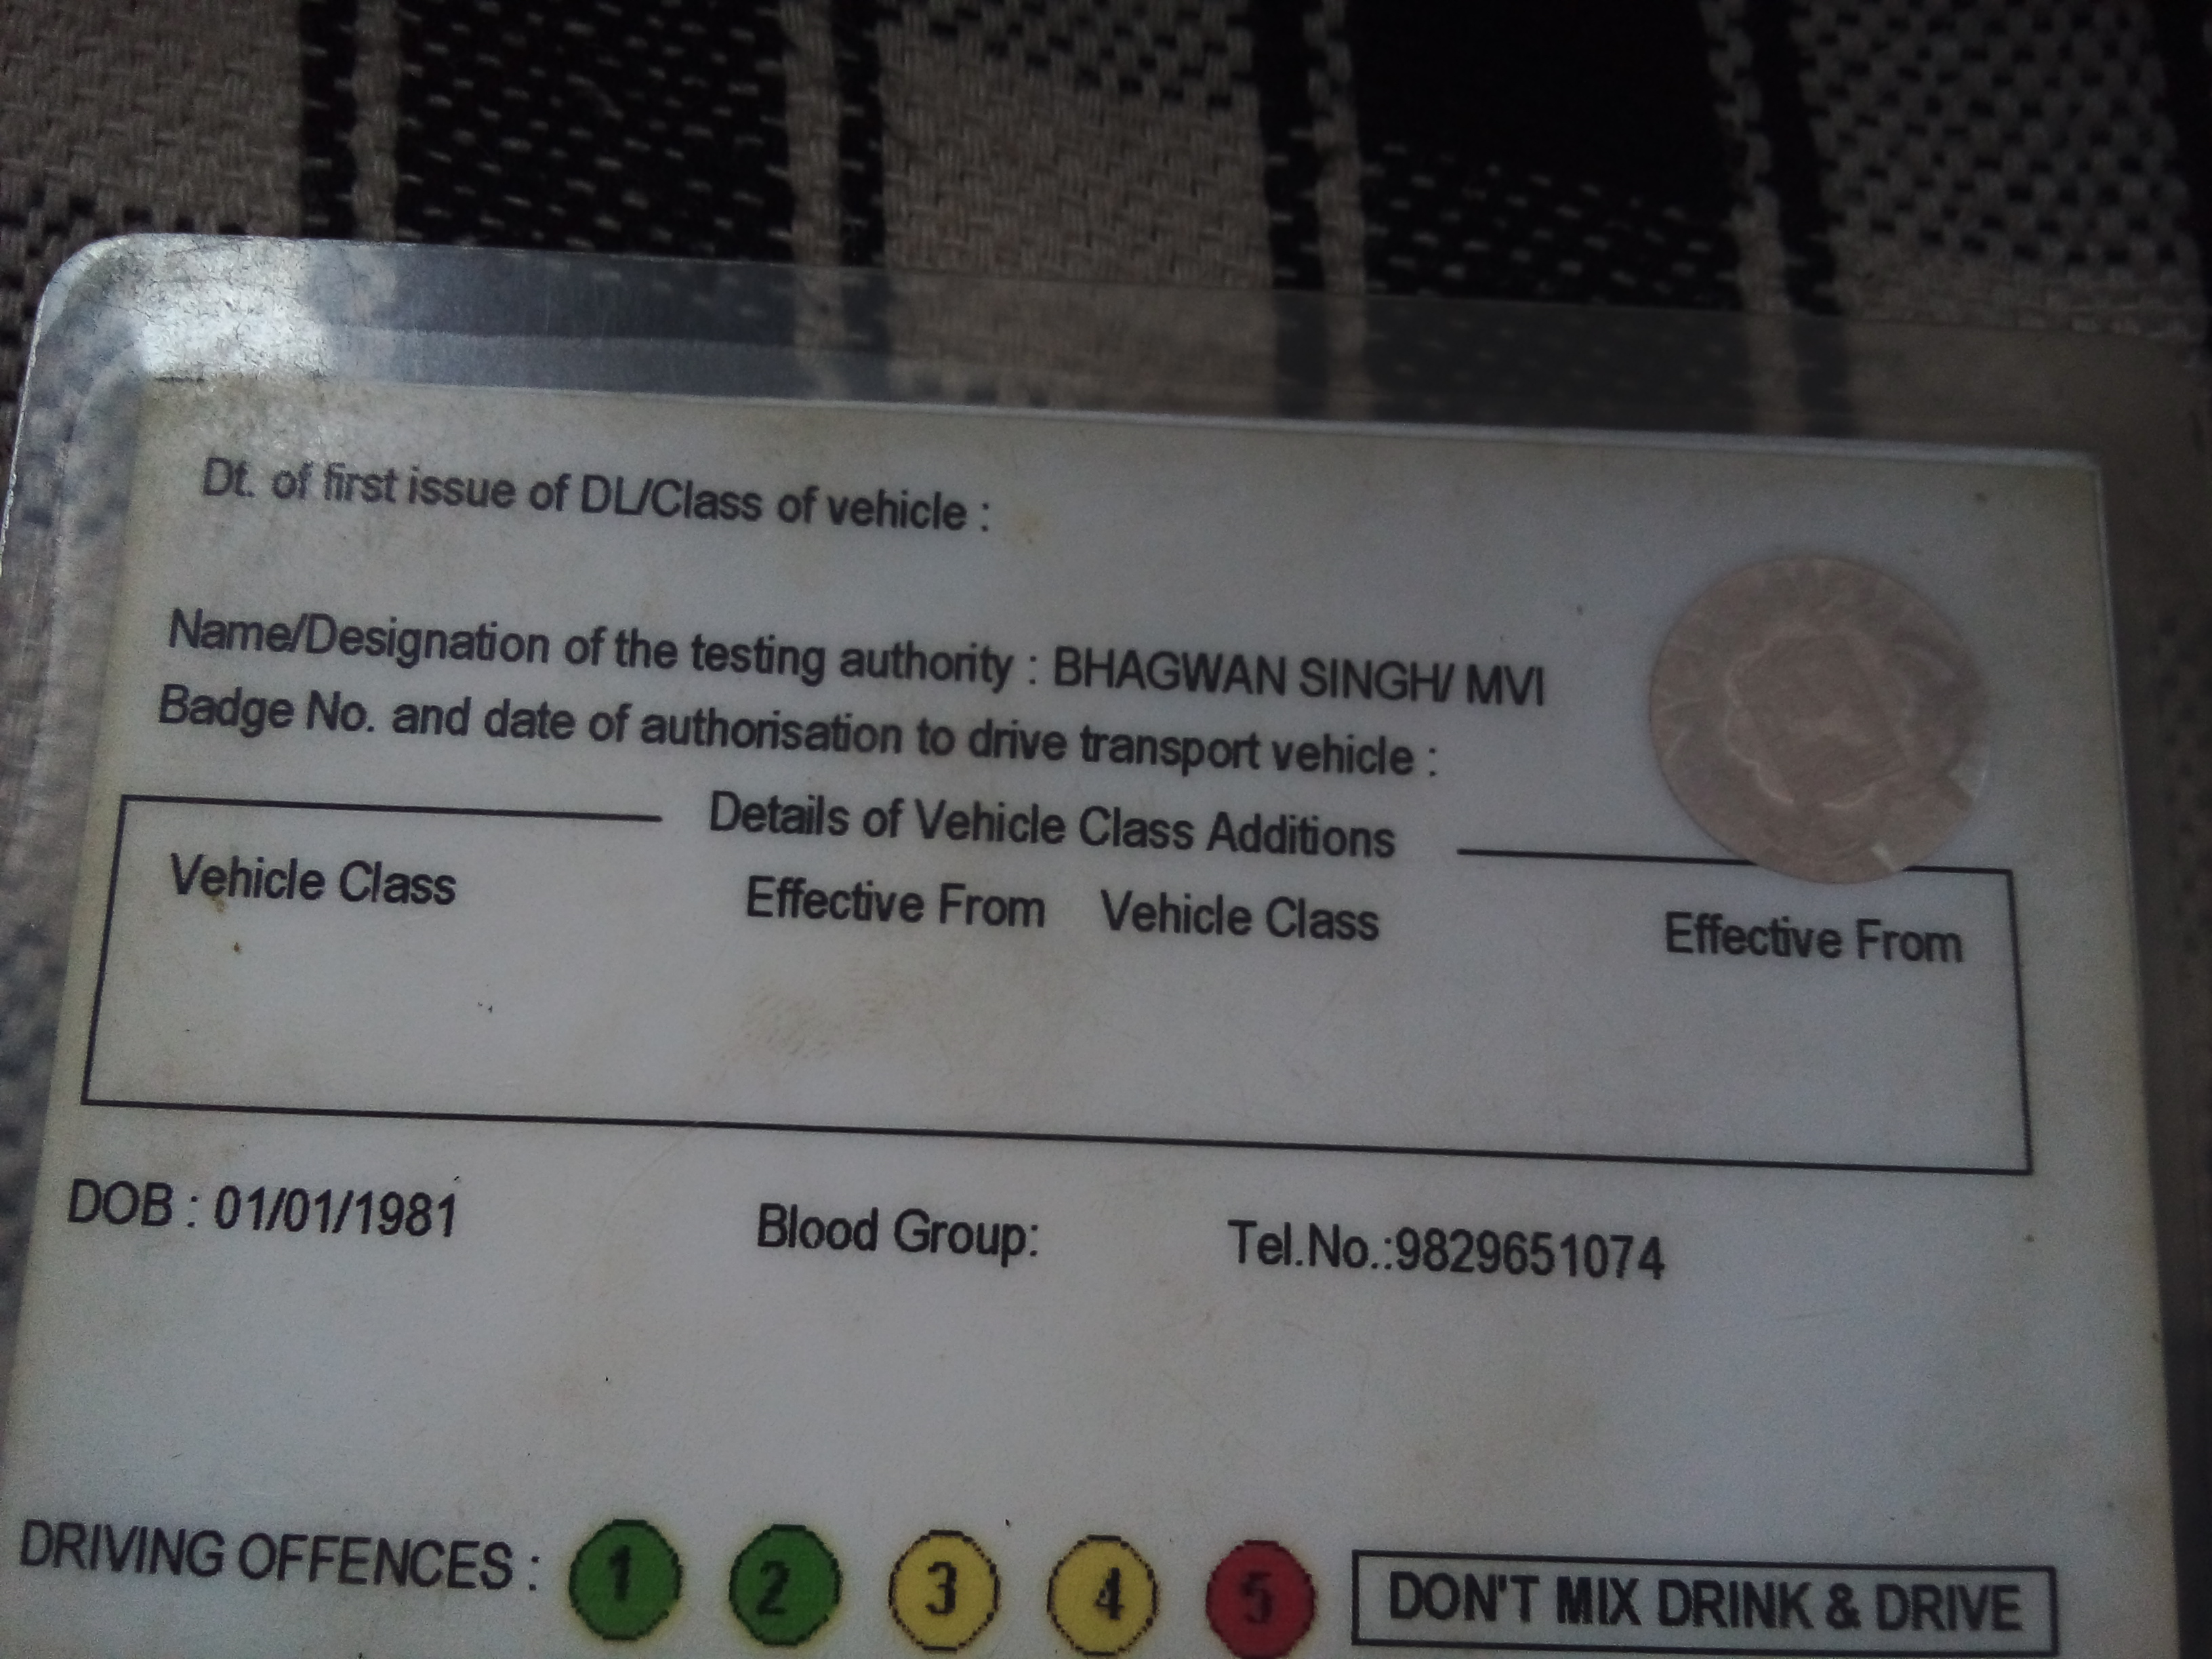 Dt. of first issue of DL/Class of vehicle :
Name/Designation of the testing authority : BHAGWAN SINGH/ MVI
Badge No. and date of authorisation to drive transport vehicle :
Details of Vehicle Class Additions
Vehicle Class Effective From Vehicle Class Effective From
DOB : 01/01/1981 Blood Group: Tel.No.:9829651074
DRIVING OFFENCES : 1 2 3 4 5 DON'T MIX DRINK & DRIVE